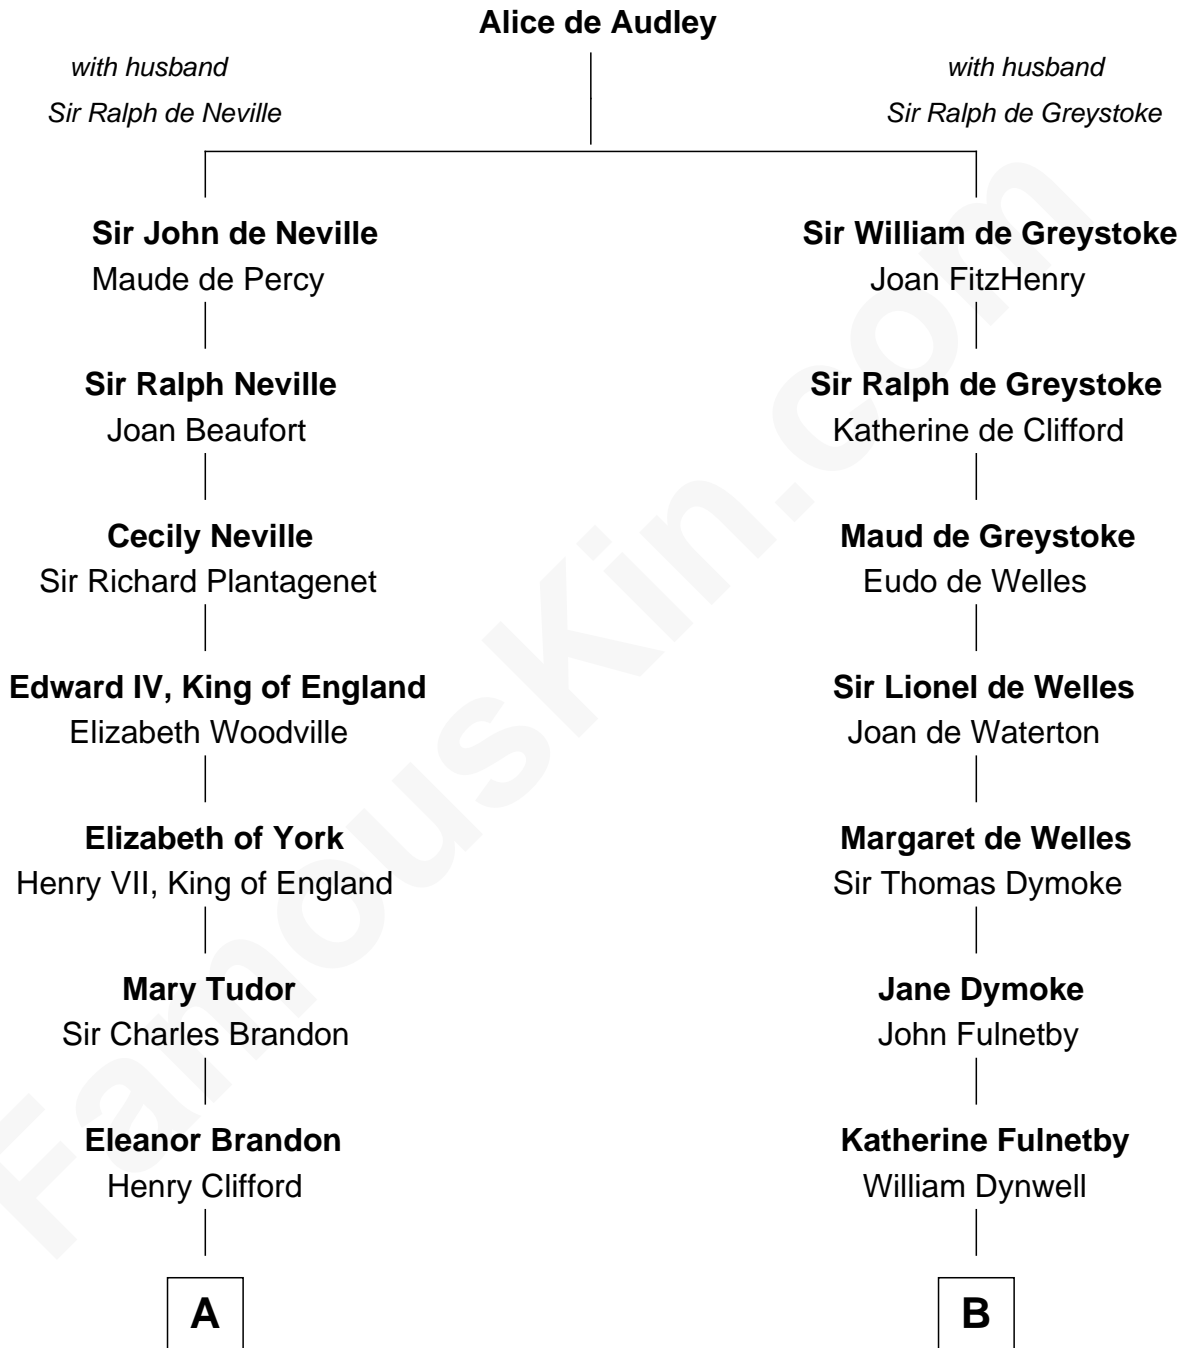 Alice de Audley
with husband
Sir Ralph de Neville
with husband
Sir Ralph de Greystoke
Sir John de Neville
Maude de Percy
Sir William de Greystoke
Joan FitzHenry
Sir Ralph Neville
Joan Beaufort
Sir Ralph de Greystoke
Katherine de Clifford
Cecily Neville
Sir Richard Plantagenet
Maud de Greystoke
Eudo de Welles
Edward IV, King of England
Elizabeth Woodville
Sir Lionel de Welles
Joan de Waterton
Elizabeth of York
Henry VII, King of England
Margaret de Welles
Sir Thomas Dymoke
Mary Tudor
Sir Charles Brandon
Jane Dymoke
John Fulnetby
Eleanor Brandon
Henry Clifford
Katherine Fulnetby
William Dynwell
A
B
FamousKin.com